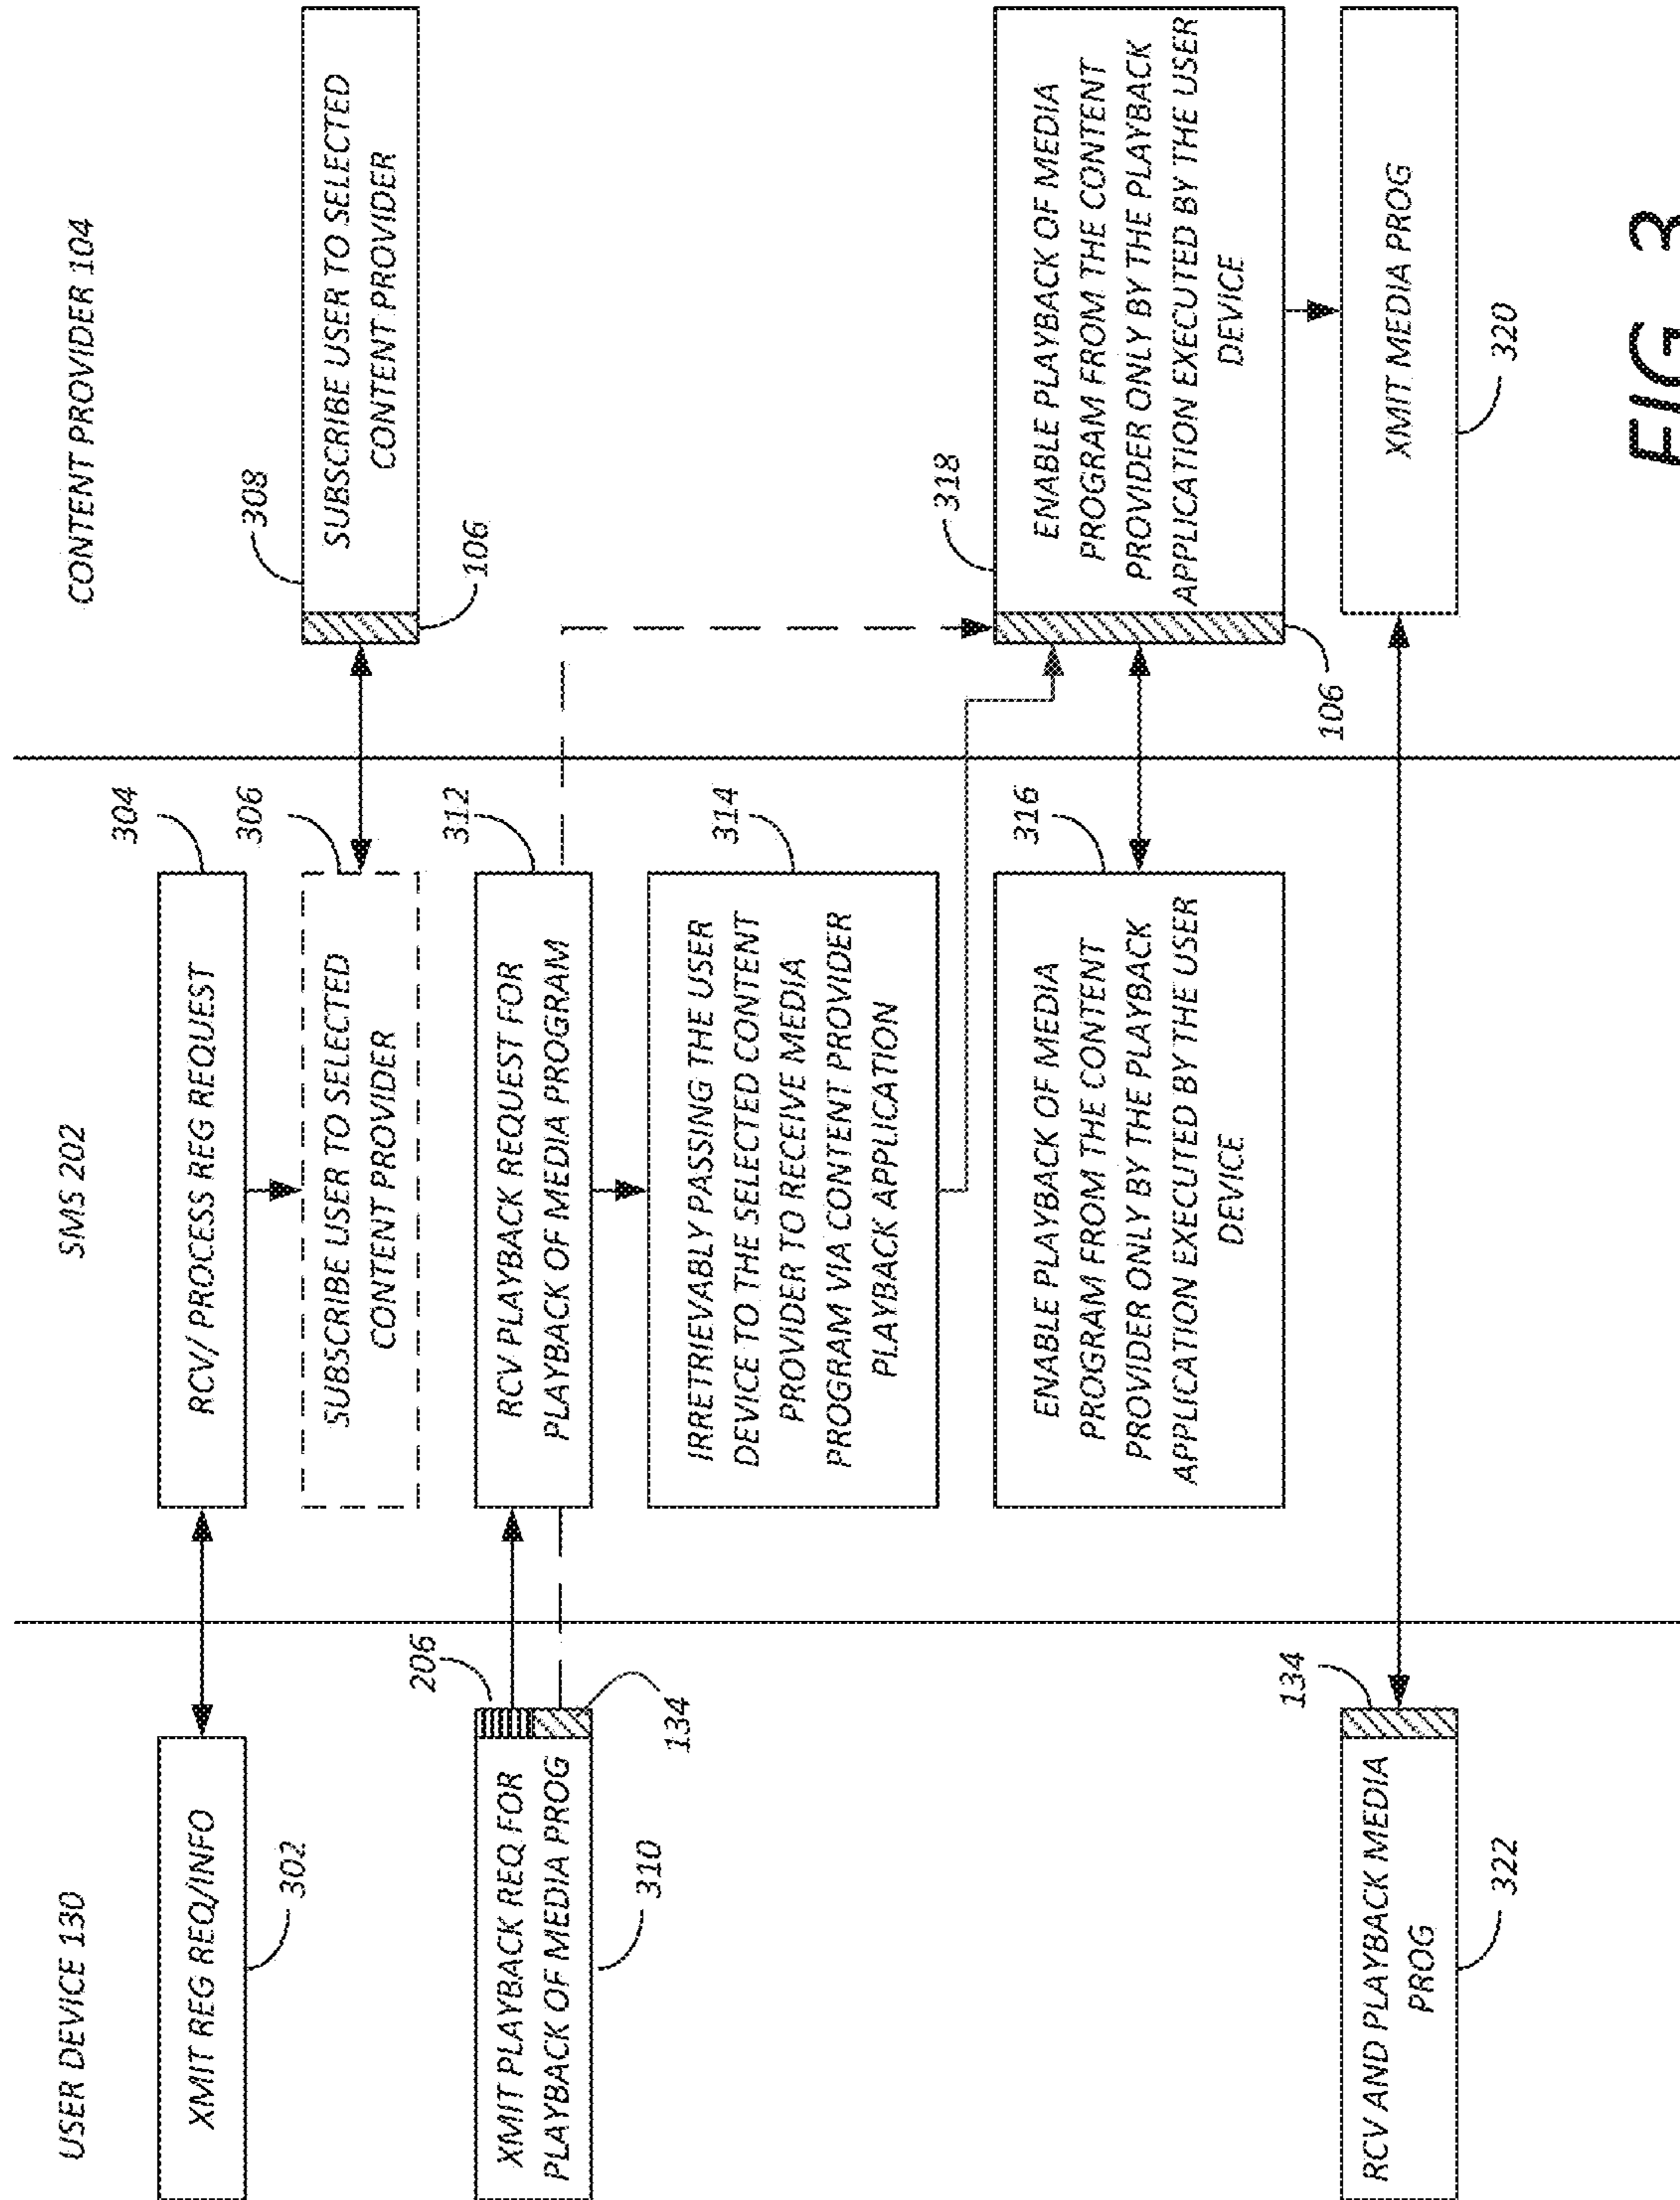 USER DEVICE 130
SMS 202
CONTENT PROVIDER 104
XMIT REG REQ/INFO
302
RCV/ PROCESS REG REQUEST
304
SUBSCRIBE USER TO SELECTED
CONTENT PROVIDER
306
SUBSCRIBE USER TO SELECTED
CONTENT PROVIDER
308
106
XMIT PLAYBACK REQ FOR
PLAYBACK OF MEDIA PROG
310
206
134
RCV PLAYBACK REQUEST FOR
PLAYBACK OF MEDIA PROGRAM
312
IRRETRIEVABLY PASSING THE USER
DEVICE TO THE SELECTED CONTENT
PROVIDER TO RECEIVE MEDIA
PROGRAM VIA CONTENT PROVIDER
PLAYBACK APPLICATION
314
ENABLE PLAYBACK OF MEDIA
PROGRAM FROM THE CONTENT
PROVIDER ONLY BY THE PLAYBACK
APPLICATION EXECUTED BY THE USER
DEVICE
316
ENABLE PLAYBACK OF MEDIA
PROGRAM FROM THE CONTENT
PROVIDER ONLY BY THE PLAYBACK
APPLICATION EXECUTED BY THE USER
DEVICE
318
106
RCV AND PLAYBACK MEDIA
PROG
134
322
XMIT MEDIA PROG
320
FIG. 3